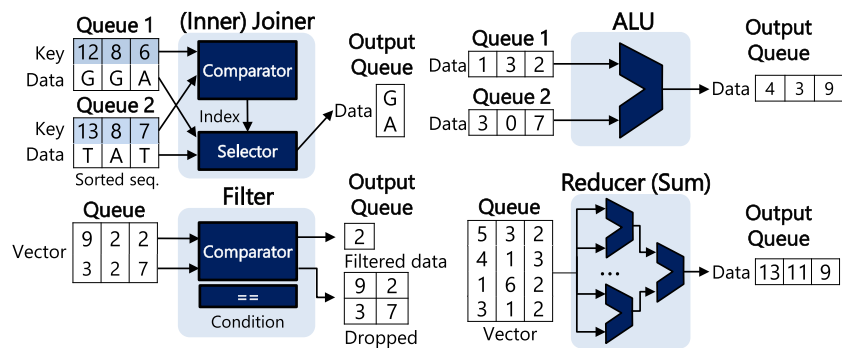 (Inner) Joiner
Queue 1
Key 12 8 6
Data G G A
Queue 2
Key 13 8 7
Data T A T
Sorted seq.
Comparator
Index
Selector
Output
Queue
Data G
A
ALU
Queue 1
Data 1 3 2
Queue 2
Data 3 0 7
Output
Queue
Data 4 3 9
Filter
Queue
Vector
9 2 2
3 2 7
Comparator
==
Condition
Output
Queue
2
Filtered data
9 2
3 7
Dropped
Reducer (Sum)
Queue
5 3 2
4 1 3
1 6 2
3 1 2
Vector
...
Output
Queue
Data 13 11 9